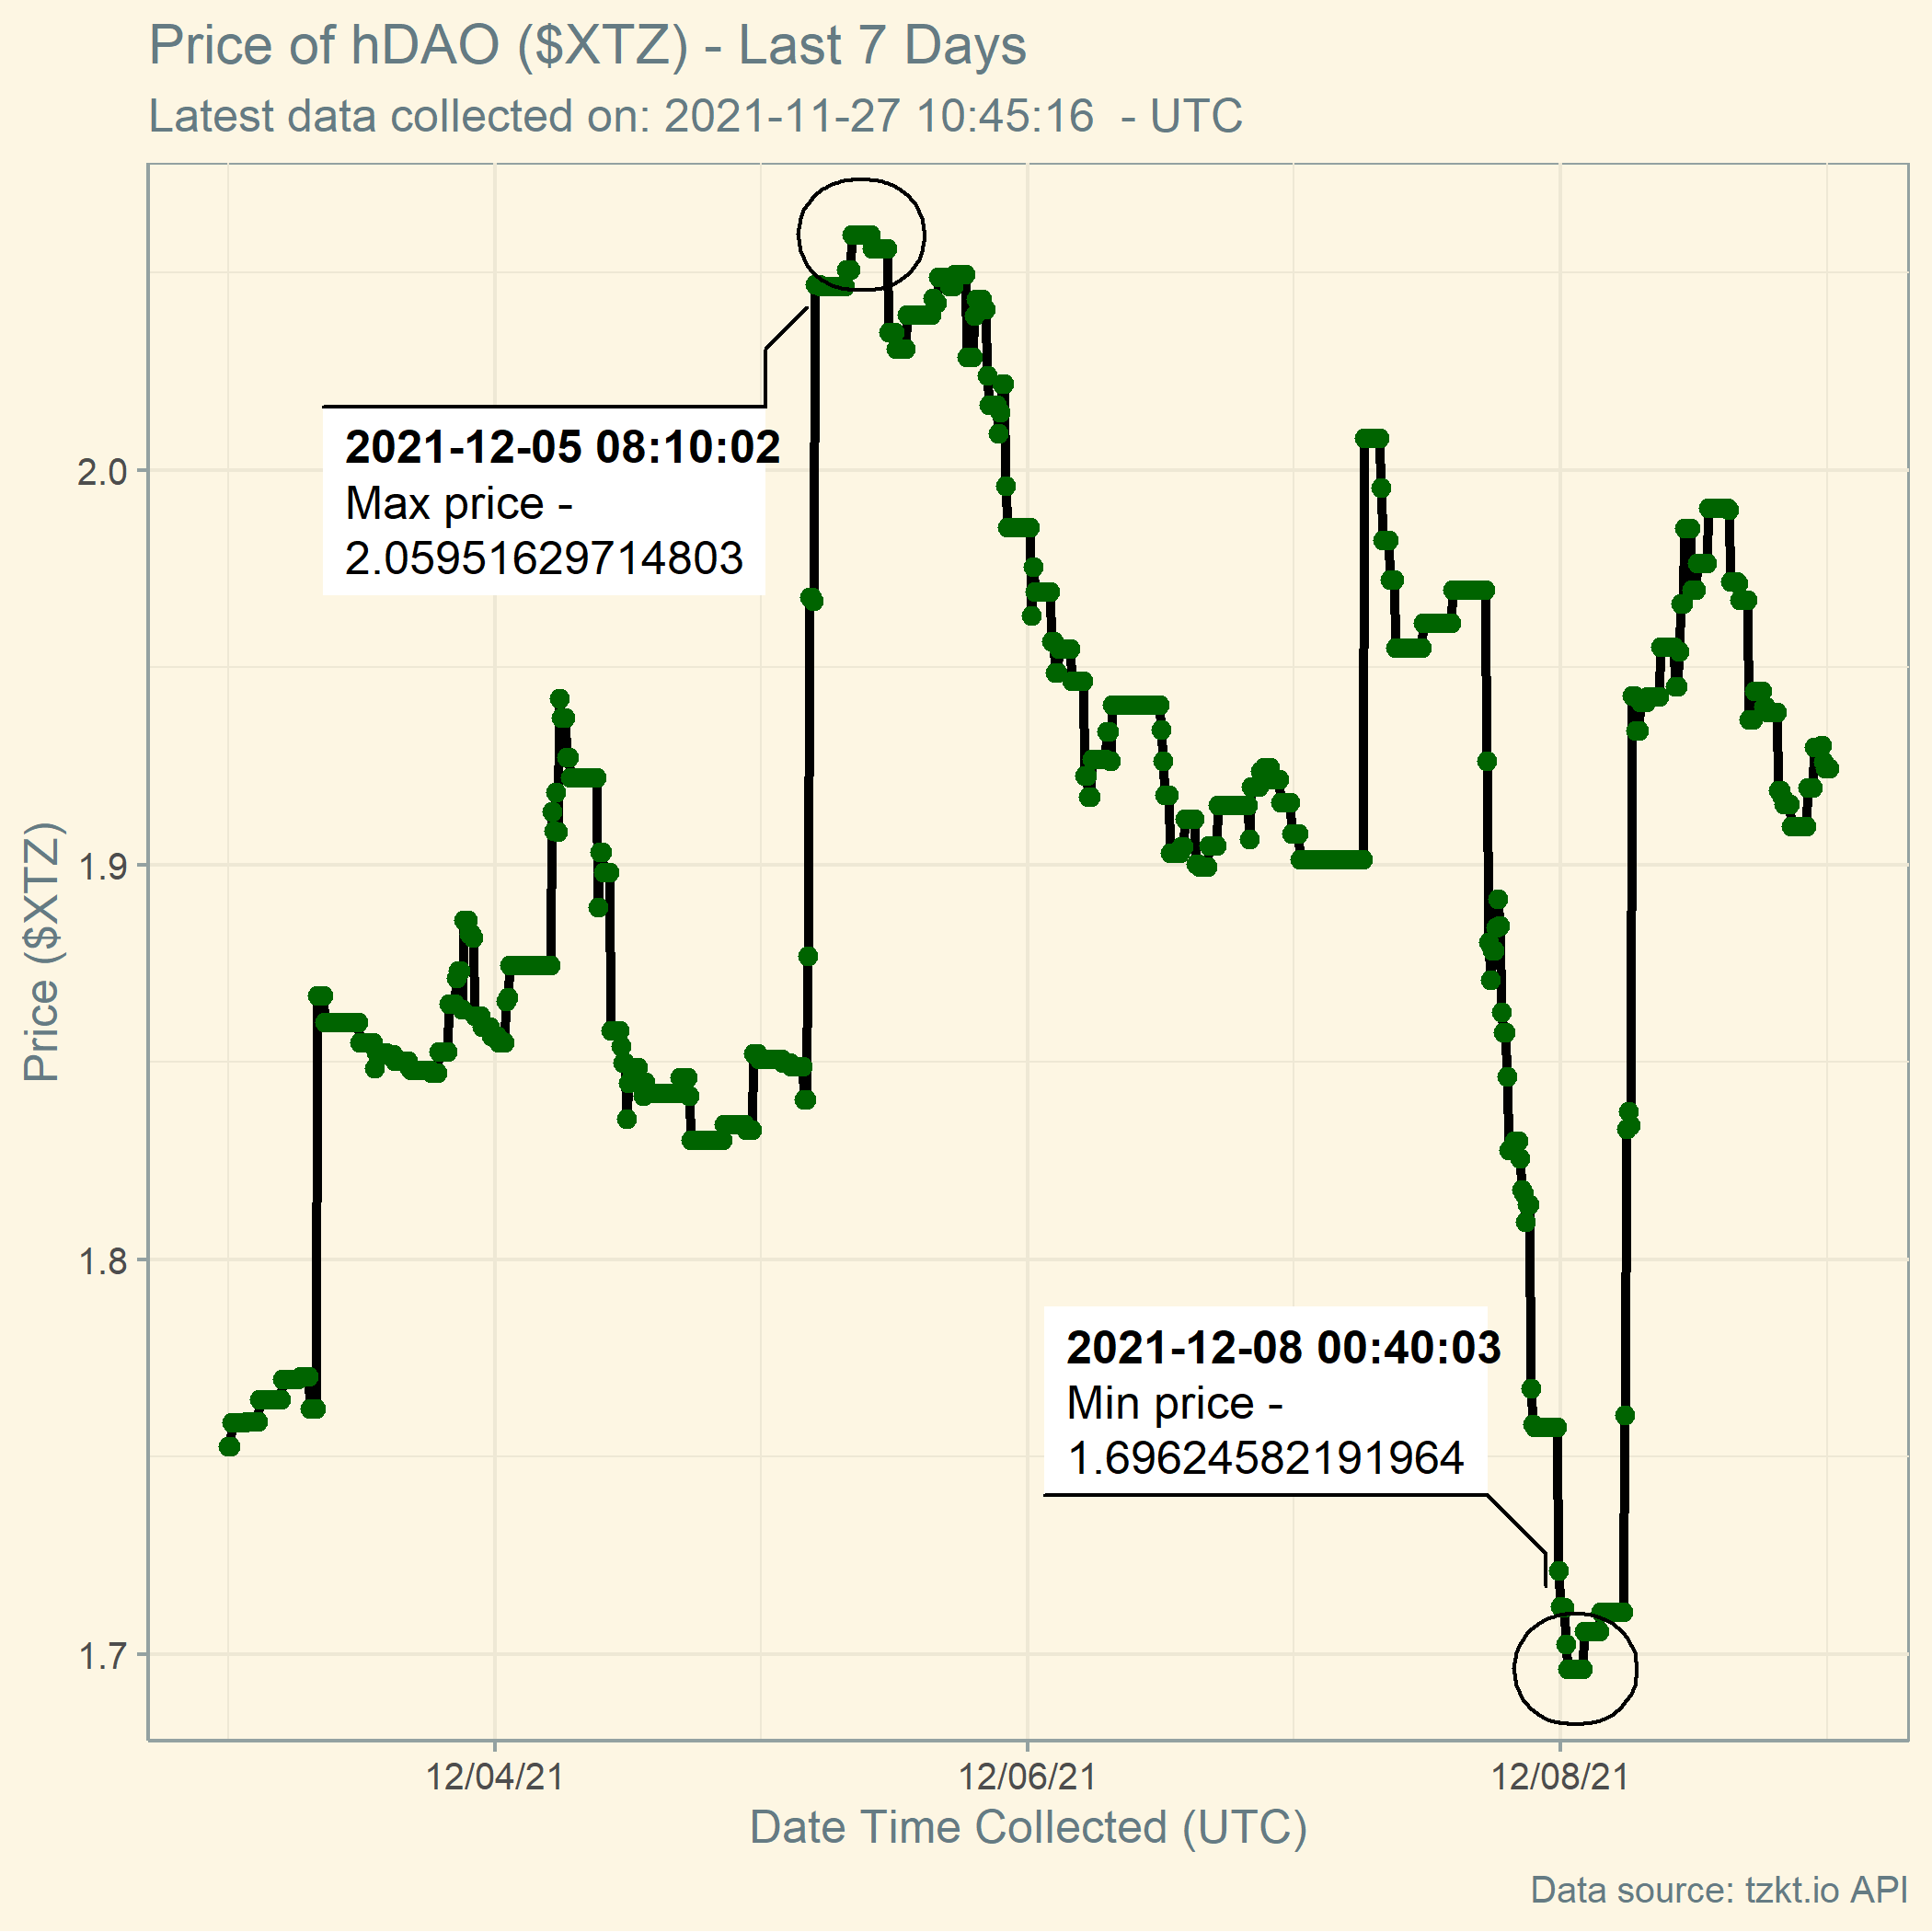 Price of hDAO ($XTZ) - Last 7 Days
Latest data collected on: 2021-11-27 10:45:16  - UTC
2021-12-05 08:10:02
Max price -
2.05951629714803
2.0
1.9
1.8
1.7
Price ($XTZ)
2021-12-08 00:40:03
Min price -
1.69624582191964
12/04/21
12/06/21
12/08/21
Date Time Collected (UTC)
Data source: tzkt.io API